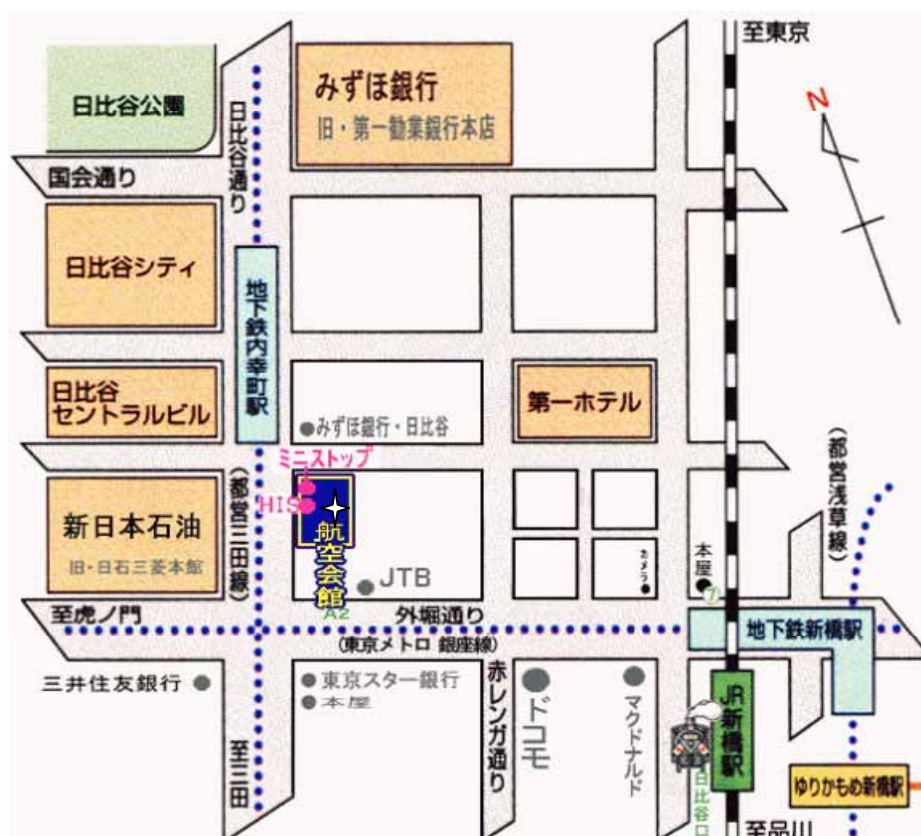 至東京
みずほ銀行
旧・第一勧業銀行本店
日比谷公園
日比谷通り
N
国会通り
日比谷シティ
地下鉄内幸町駅
日比谷
セントラルビル
第一ホテル
●みずほ銀行・日比谷
ミニストップ
HIS
航空会館
新日本石油
旧・日石三菱本館
(都営三田線)
(都営浅草線)
カメラ
本屋
⑦
JTB
A2
至虎ノ門
外堀通り
地下鉄新橋駅
(東京メトロ 銀座線)
三井住友銀行
東京スター銀行
本屋
赤レンガ通り
ドコモ
マクドナルド
JR新橋駅
日比谷口
至三田
ゆりかもめ新橋駅
至品川